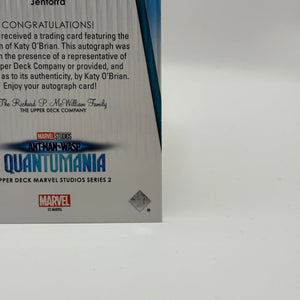 Jentorra
CONGRATULATIONS!
received a trading card featuring the
h of Katy O'Brian. This autograph was
n the presence of a representative of
pper Deck Company or provided, and
as to its authenticity, by Katy O'Brian.
Enjoy your autograph card!
The Richard P. McWilliam Family
THE UPPER DECK COMPANY
MARVEL STUDIOS
ANT-MAN AND THE WASP
QUANTUMANIA
PPER DECK MARVEL STUDIOS SERIES 2
MARVEL
© MARVEL